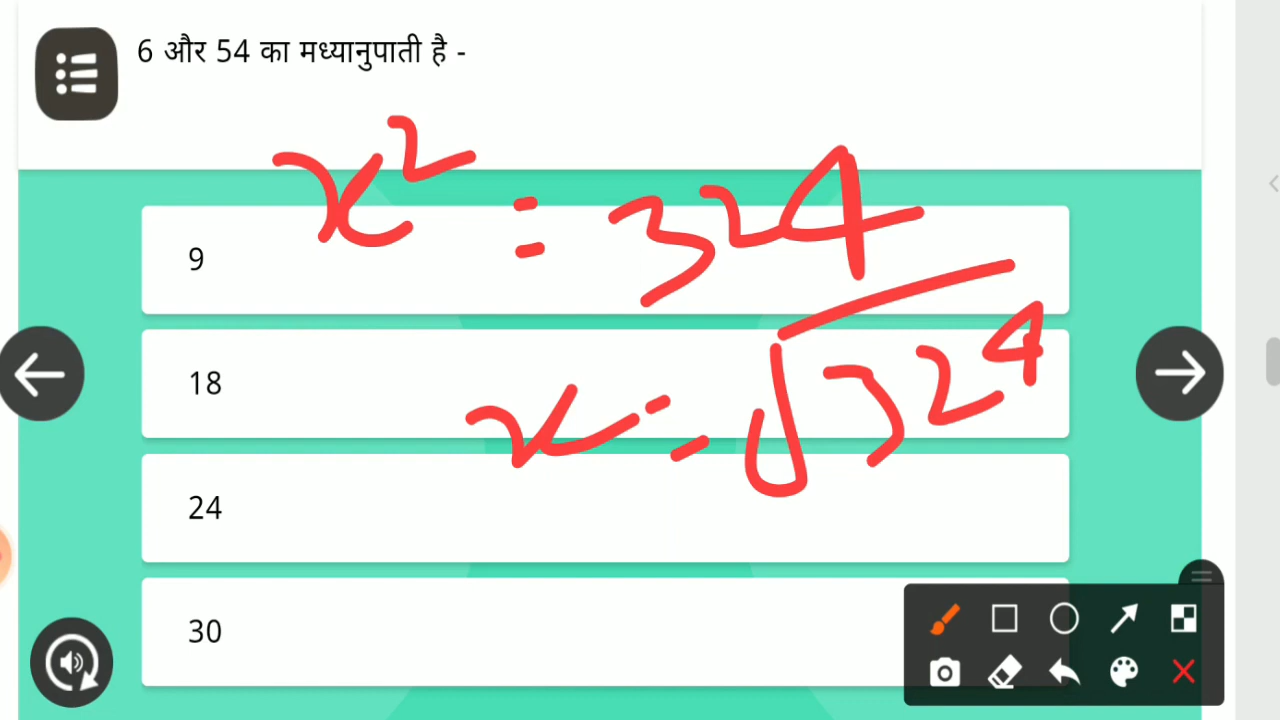 6 और 54 का मध्यानुपाती है -
x² = 324
9
x = √324
18
24
30